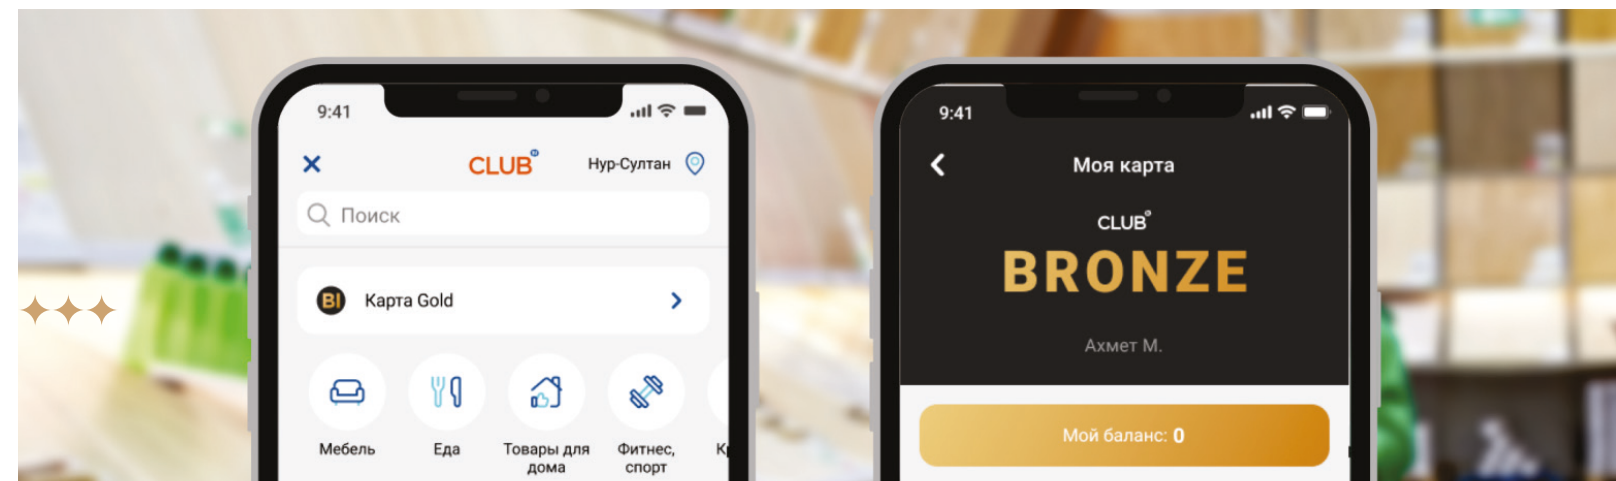 9:41
CLUB
Нур-Султан
Поиск
BI
Карта Gold
Мебель
Еда
Товары для
дома
Фитнес,
спорт
9:41
Моя карта
CLUB
BRONZE
Ахмет М.
Мой баланс: 0